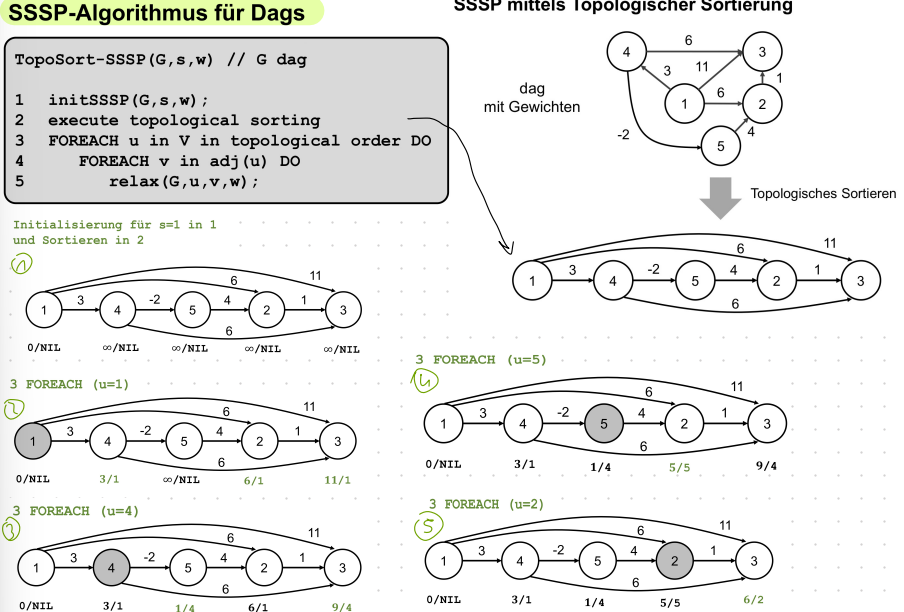 SSSP-Algorithmus für Dags
TopoSort-SSSP(G,s,w) // G dag
1 initSSSP(G,s,w);
2 execute topological sorting
3 FOREACH u in V in topological order DO
4 FOREACH v in adj(u) DO
5 relax(G,u,v,w);
SSSP mittels Topologischer Sortierung
dag
mit Gewichten
4 6 3
3 11 1
1 6 2
-2 4
5
Topologisches Sortieren
11
6
1 3 4 -2 5 4 2 1 3
6
Initialisierung für s=1 in 1
und Sortieren in 2
1
11
6
1 3 4 -2 5 4 2 1 3
6
0/NIL ∞/NIL ∞/NIL ∞/NIL ∞/NIL
3 FOREACH (u=1)
2
11
6
1 3 4 -2 5 4 2 1 3
6
0/NIL 3/1 ∞/NIL 6/1 11/1
3 FOREACH (u=4)
3
11
6
1 3 4 -2 5 4 2 1 3
6
0/NIL 3/1 1/4 6/1 9/4
3 FOREACH (u=5)
4
11
6
1 3 4 -2 5 4 2 1 3
6
0/NIL 3/1 1/4 5/5 9/4
3 FOREACH (u=2)
5
11
6
1 3 4 -2 5 4 2 1 3
6
0/NIL 3/1 1/4 5/5 6/2